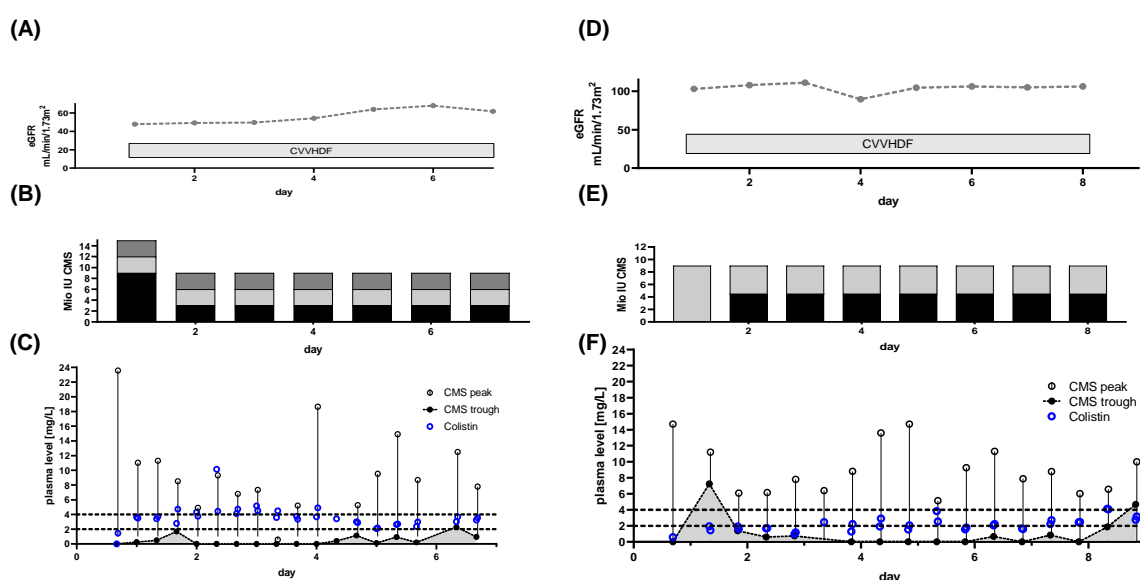 (A)
eGFR
mL/min/1.73m²
60
40
20
0
CVVHDF
2
4
6
day
(B)
Mio IU CMS
14
12
10
8
6
4
2
0
2
4
6
day
(C)
plasma level [mg/L]
24
22
20
18
16
14
12
10
8
6
4
2
0
CMS peak
CMS trough
Colistin
0
2
4
6
day
(D)
eGFR
mL/min/1.73m²
100
50
0
CVVHDF
2
4
6
8
day
(E)
Mio IU CMS
12
10
8
6
4
2
0
2
4
6
8
day
(F)
plasma level [mg/L]
24
22
20
18
16
14
12
10
8
6
4
2
0
CMS peak
CMS trough
Colistin
0
2
4
6
8
day